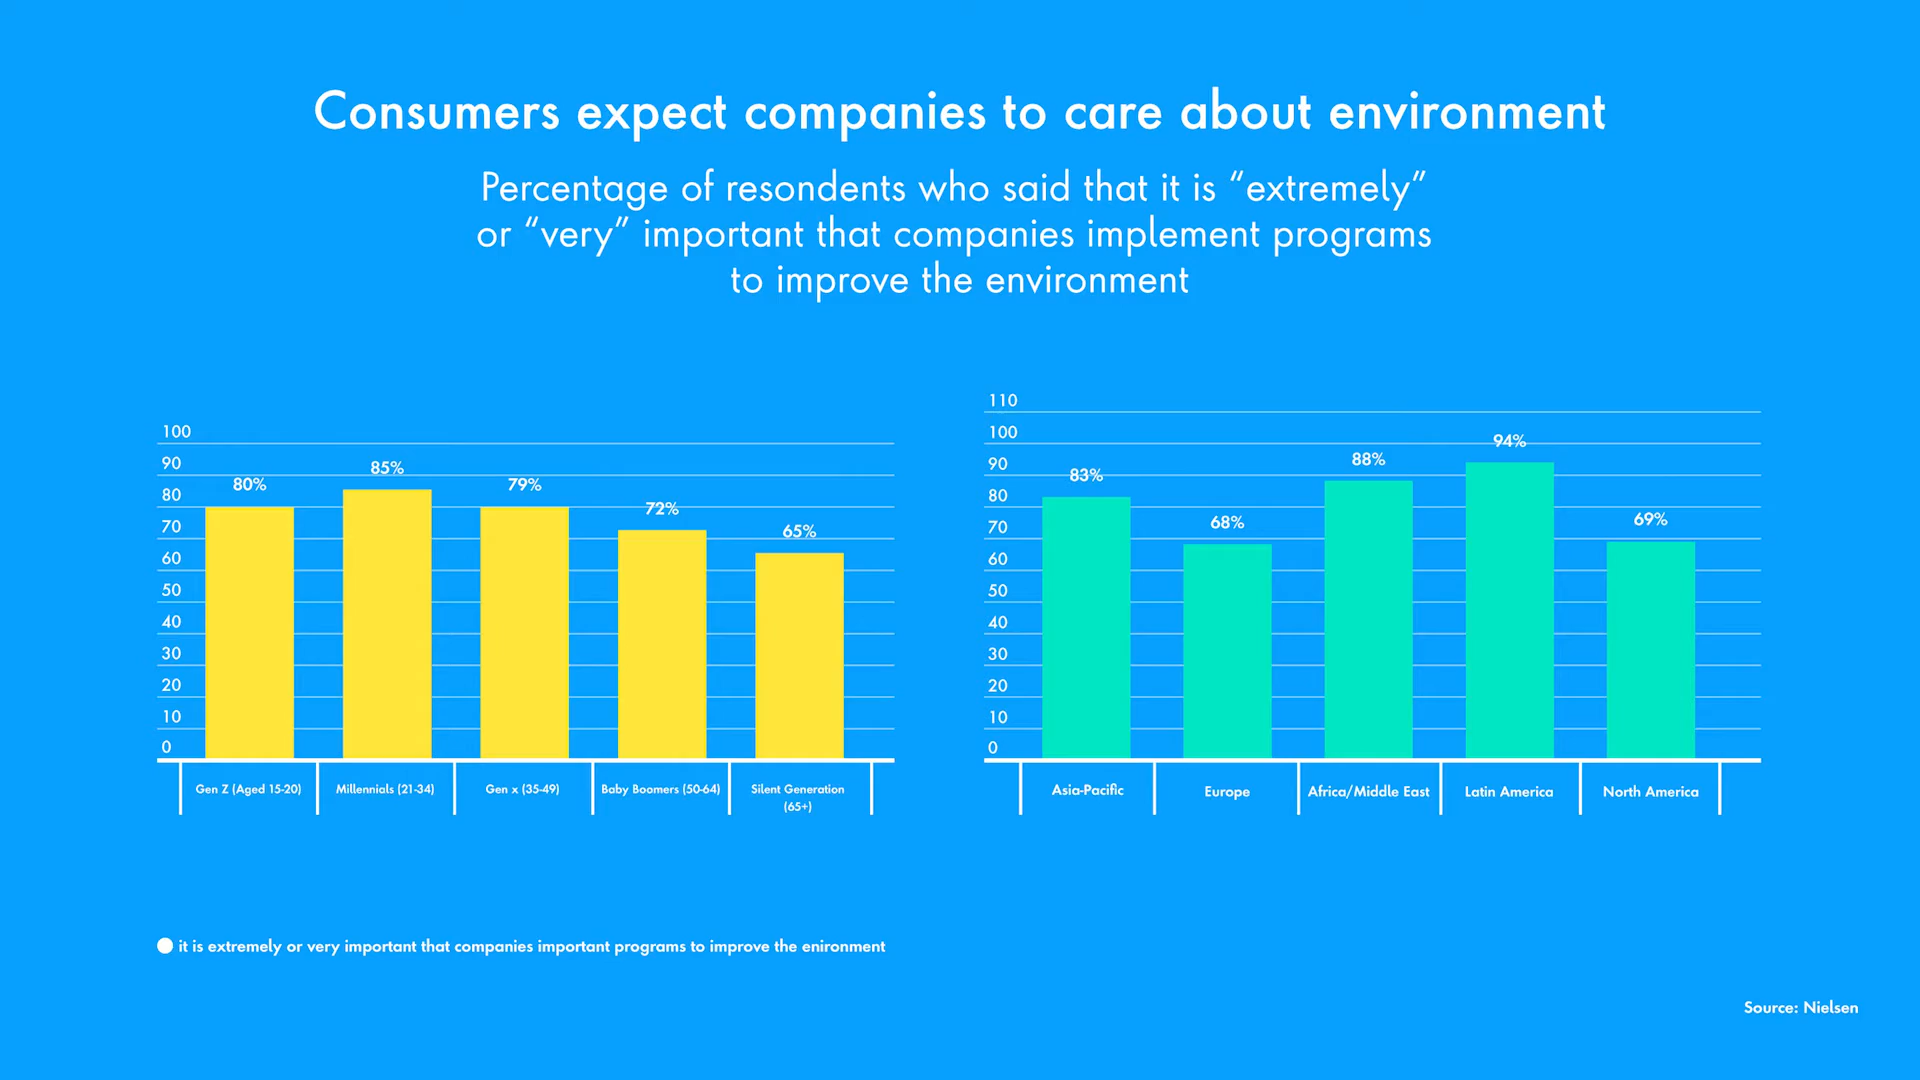 Consumers expect companies to care about environment
Percentage of resondents who said that it is “extremely”
or “very” important that companies implement programs
to improve the environment
100
90
80
70
60
50
40
30
20
10
0
80%
85%
79%
72%
65%
Gen Z (Aged 15-20)
Millennials (21-34)
Gen x (35-49)
Baby Boomers (50-64)
Silent Generation
(65+)
110
100
90
80
70
60
50
40
30
20
10
0
83%
68%
88%
94%
69%
Asia-Pacific
Europe
Africa/Middle East
Latin America
North America
it is extremely or very important that companies important programs to improve the enironment
Source: Nielsen